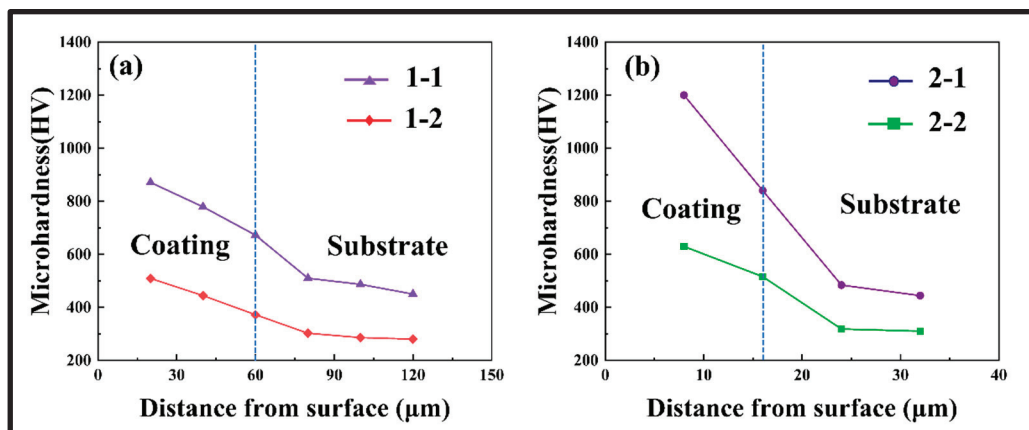 (a)
1-1
1-2
Coating
Substrate
Microhardness(HV)
1400
1200
1000
800
600
400
200
0
30
60
90
120
150
Distance from surface (μm)
(b)
2-1
2-2
Coating
Substrate
Microhardness(HV)
1400
1200
1000
800
600
400
200
0
10
20
30
40
Distance from surface (μm)